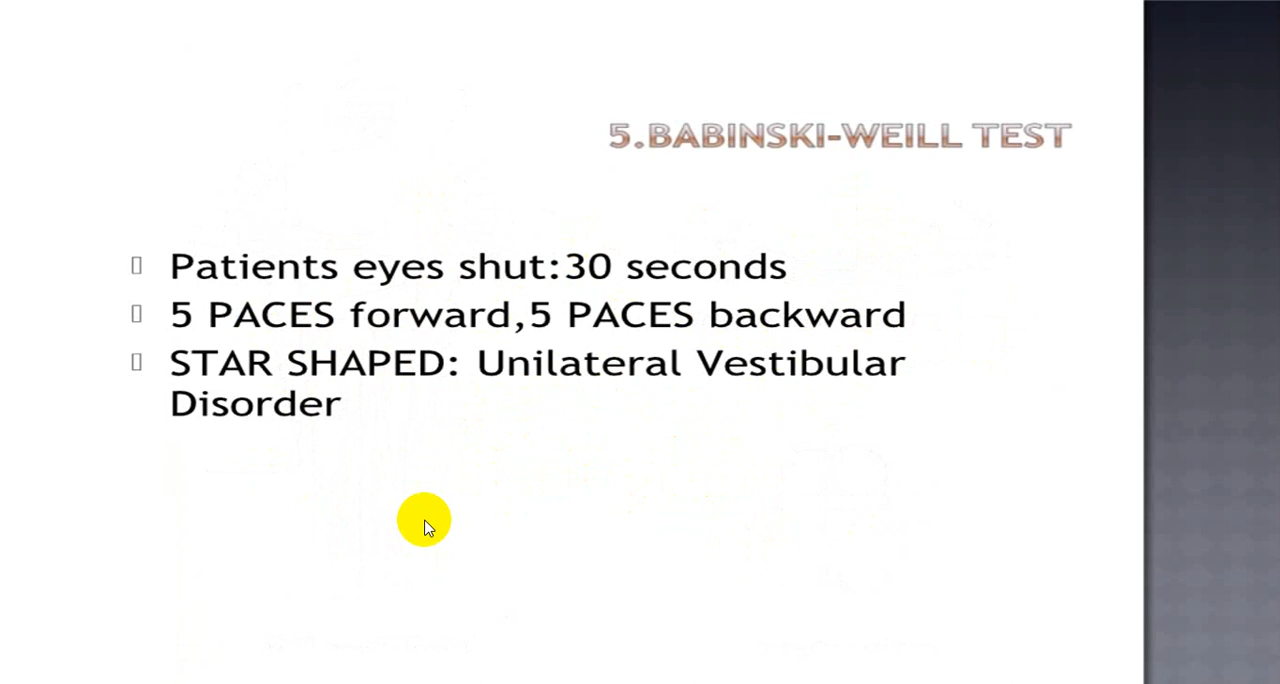 5.BABINSKI-WEILL TEST
Patients eyes shut:30 seconds
5 PACES forward,5 PACES backward
STAR SHAPED: Unilateral Vestibular
Disorder